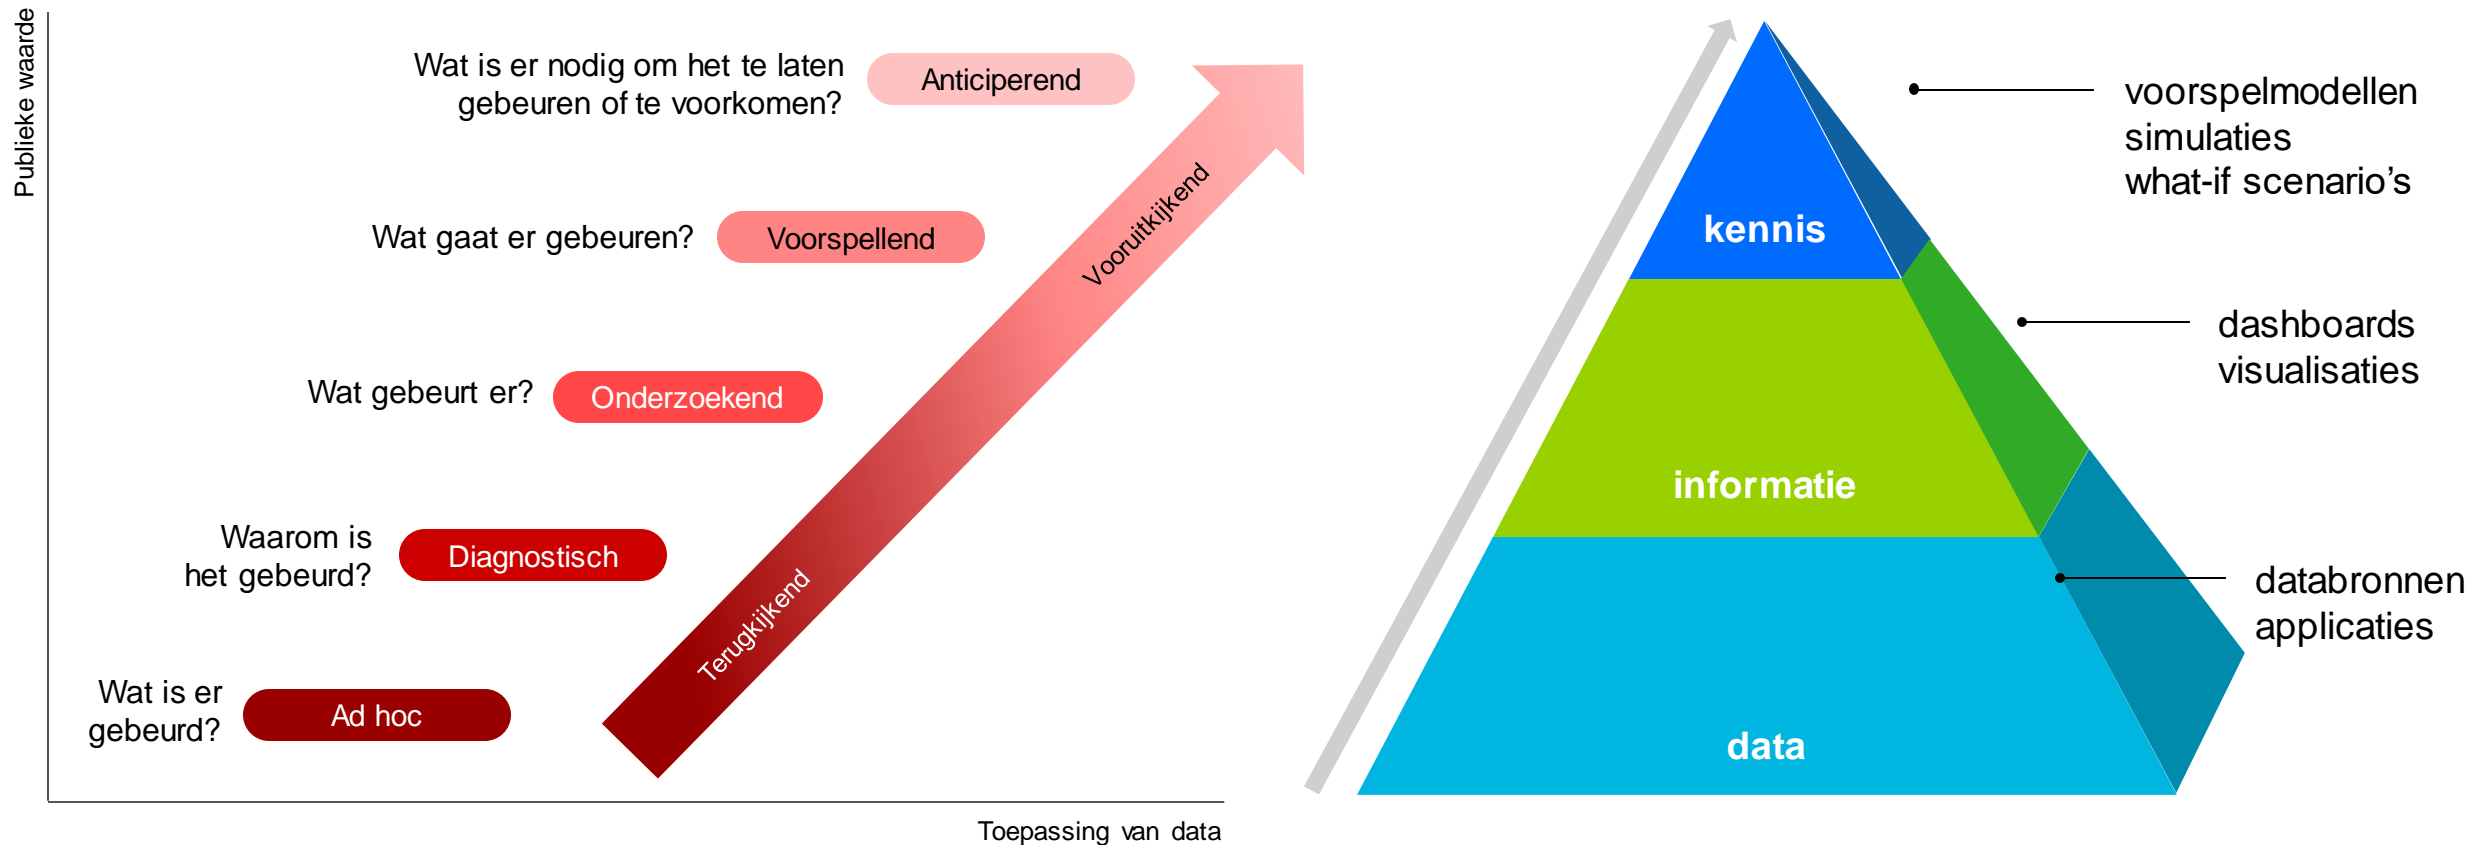 Publieke waarde
Wat is er nodig om het te laten
gebeuren of te voorkomen?
Anticiperend
Wat gaat er gebeuren?
Voorspellend
Vooruitkijkend
Wat gebeurt er?
Onderzoekend
Waarom is
het gebeurd?
Diagnostisch
Terugkijkend
Wat is er
gebeurd?
Ad hoc
Toepassing van data
kennis
informatie
data
voorspelmodellen
simulaties
what-if scenario’s
dashboards
visualisaties
databronnen
applicaties